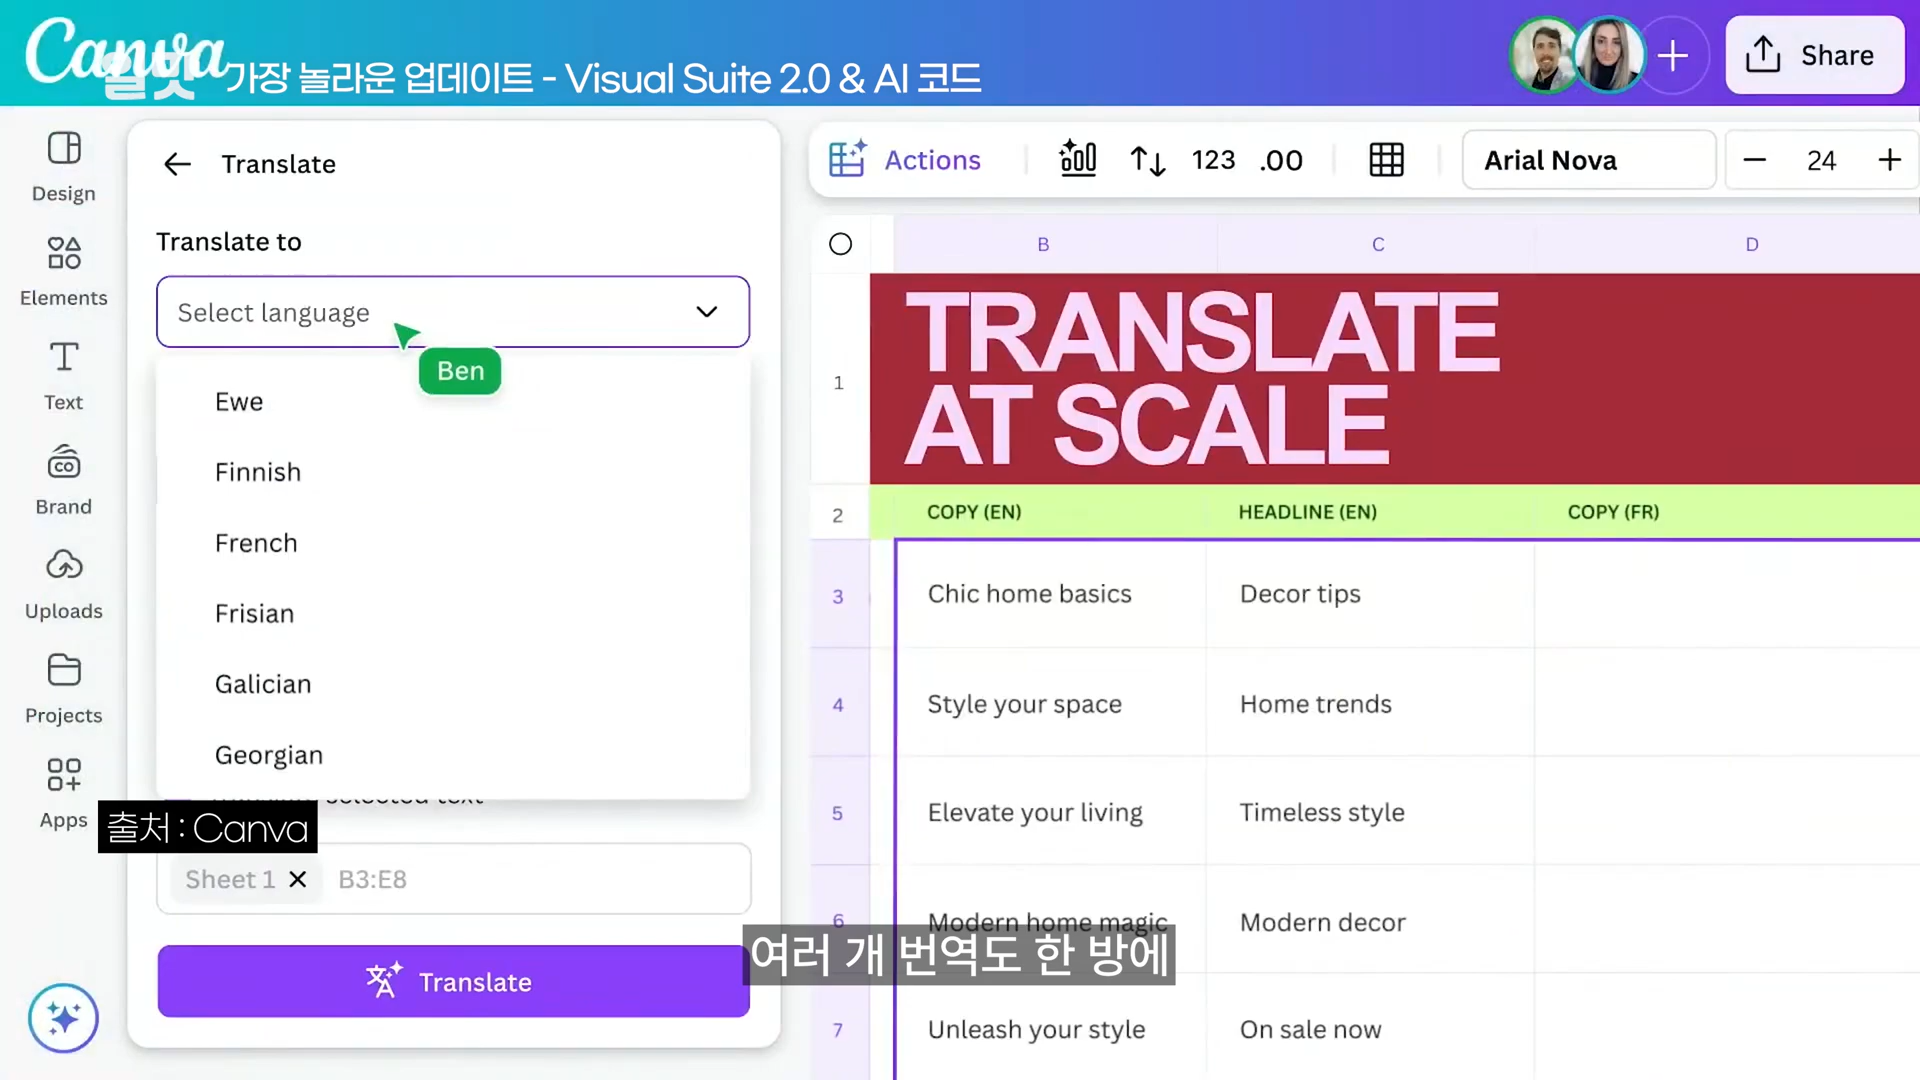 Canva
일잇
가장 놀라운 업데이트 - Visual Suite 2.0 & AI 코드
Share
Design
Elements
Text
Brand
Uploads
Projects
Apps
Translate
Translate to
Select language
Ben
Ewe
Finnish
French
Frisian
Galician
Georgian
selected text
출처 : Canva
Sheet 1
B3:E8
Translate
Actions
123
.00
Arial Nova
24
B
C
D
1
TRANSLATE
AT SCALE
2
COPY (EN)
HEADLINE (EN)
COPY (FR)
3
Chic home basics
Decor tips
4
Style your space
Home trends
5
Elevate your living
Timeless style
6
Modern home magic
Modern decor
7
Unleash your style
On sale now
여러 개 번역도 한 방에